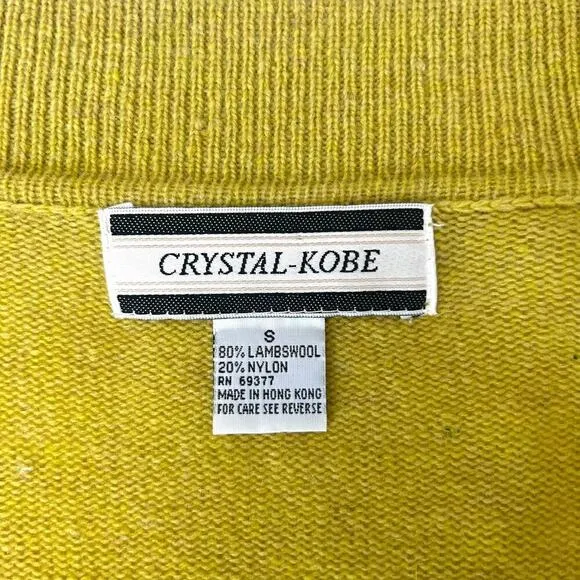 CRYSTAL-KOBE
S
80% LAMBSWOOL
20% NYLON
RN 69377
MADE IN HONG KONG
FOR CARE SEE REVERSE